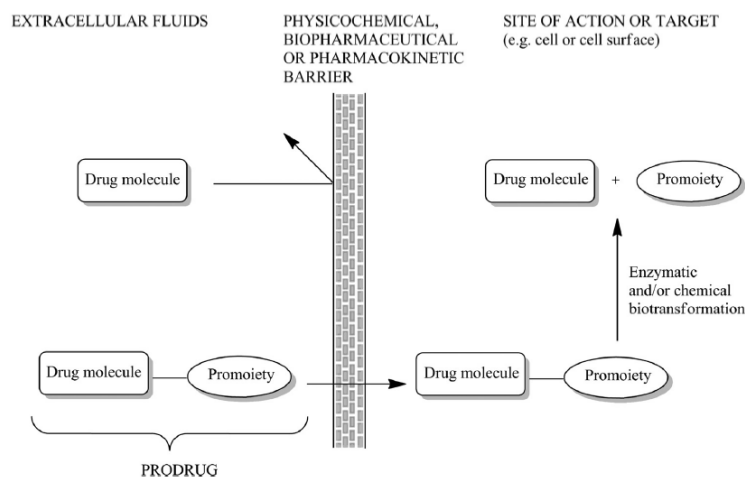 EXTRACELLULAR FLUIDS
PHYSICOCHEMICAL,
BIOPHARMACEUTICAL
OR PHARMACOKINETIC
BARRIER
SITE OF ACTION OR TARGET
(e.g. cell or cell surface)
Drug molecule
Drug molecule + Promoiety
Enzymatic
and/or chemical
biotransformation
Drug molecule Promoiety
Drug molecule Promoiety
PRODRUG